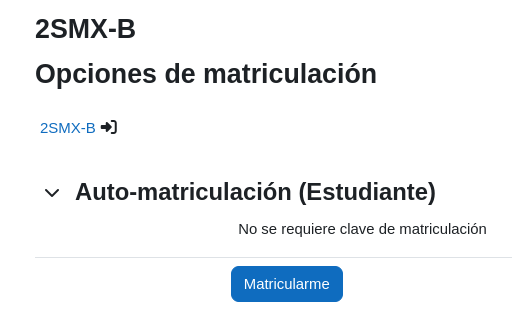 2SMX-B
Opciones de matriculación
2SMX-B
Auto-matriculación (Estudiante)
No se requiere clave de matriculación
Matricularme